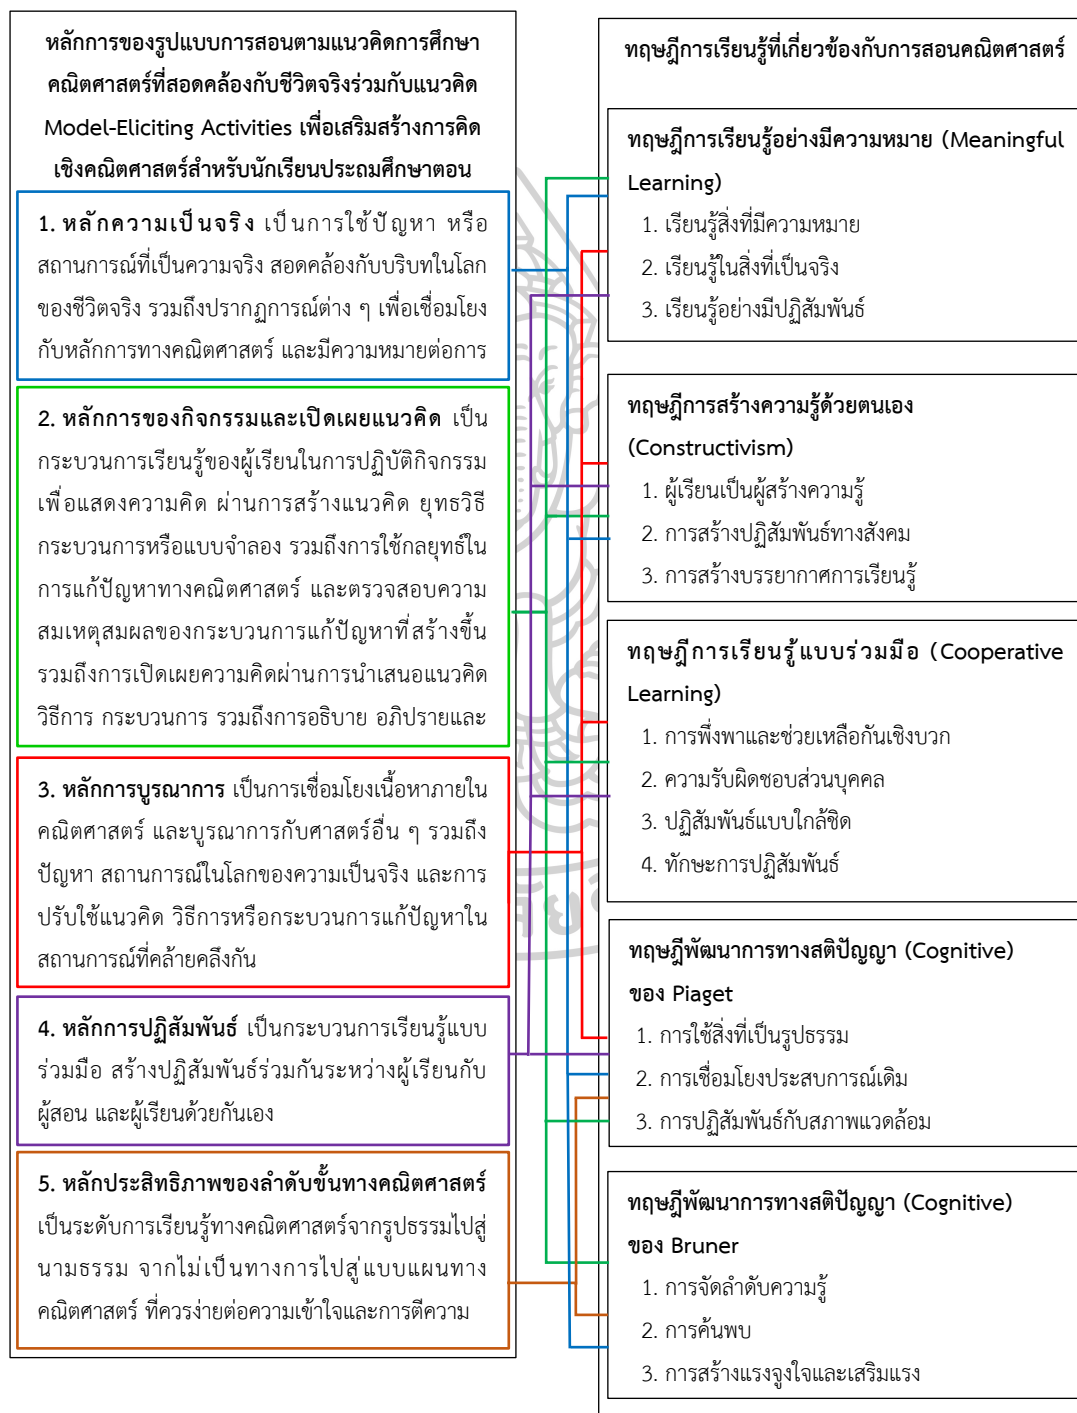 หลักการของรูปแบบการสอนตามแนวคิดการศึกษา
คณิตศาสตร์ที่สอดคล้องกับชีวิตจริงร่วมกับแนวคิด
Model-Eliciting Activities เพื่อเสริมสร้างการคิด
เชิงคณิตศาสตร์สำหรับนักเรียนประถมศึกษาตอน
1. หลักความเป็นจริง เป็นการใช้ปัญหา หรือ
สถานการณ์ที่เป็นความจริง สอดคล้องกับบริบทในโลก
ของชีวิตจริง รวมถึงปรากฏการณ์ต่าง ๆ เพื่อเชื่อมโยง
กับหลักการทางคณิตศาสตร์ และมีความหมายต่อการ
2. หลักการของกิจกรรมและเปิดเผยแนวคิด เป็น
กระบวนการเรียนรู้ของผู้เรียนในการปฏิบัติกิจกรรม
เพื่อแสดงความคิด ผ่านการสร้างแนวคิด ยุทธวิธี
กระบวนการหรือแบบจำลอง รวมถึงการใช้กลยุทธ์ใน
การแก้ปัญหาทางคณิตศาสตร์ และตรวจสอบความ
สมเหตุสมผลของกระบวนการแก้ปัญหาที่สร้างขึ้น
รวมถึงการเปิดเผยความคิดผ่านการนำเสนอแนวคิด
วิธีการ กระบวนการ รวมถึงการอธิบาย อภิปรายและ
3. หลักการบูรณาการ เป็นการเชื่อมโยงเนื้อหาภายใน
คณิตศาสตร์ และบูรณาการกับศาสตร์อื่น ๆ รวมถึง
ปัญหา สถานการณ์ในโลกของความเป็นจริง และการ
ปรับใช้แนวคิด วิธีการหรือกระบวนการแก้ปัญหาใน
สถานการณ์ที่คล้ายคลึงกัน
4. หลักการปฏิสัมพันธ์ เป็นกระบวนการเรียนรู้แบบ
ร่วมมือ สร้างปฏิสัมพันธ์ร่วมกันระหว่างผู้เรียนกับ
ผู้สอน และผู้เรียนด้วยกันเอง
5. หลักประสิทธิภาพของลำดับขั้นทางคณิตศาสตร์
เป็นระดับการเรียนรู้ทางคณิตศาสตร์จากรูปธรรมไปสู่
นามธรรม จากไม่เป็นทางการไปสู่แบบแผนทาง
คณิตศาสตร์ ที่ควรง่ายต่อความเข้าใจและการตีความ
ทฤษฎีการเรียนรู้ที่เกี่ยวข้องกับการสอนคณิตศาสตร์
ทฤษฎีการเรียนรู้อย่างมีความหมาย (Meaningful
Learning)
1. เรียนรู้สิ่งที่มีความหมาย
2. เรียนรู้ในสิ่งที่เป็นจริง
3. เรียนรู้อย่างมีปฏิสัมพันธ์
ทฤษฎีการสร้างความรู้ด้วยตนเอง
(Constructivism)
1. ผู้เรียนเป็นผู้สร้างความรู้
2. การสร้างปฏิสัมพันธ์ทางสังคม
3. การสร้างบรรยากาศการเรียนรู้
ทฤษฎีการเรียนรู้แบบร่วมมือ (Cooperative
Learning)
1. การพึ่งพาและช่วยเหลือกันเชิงบวก
2. ความรับผิดชอบส่วนบุคคล
3. ปฏิสัมพันธ์แบบใกล้ชิด
4. ทักษะการปฏิสัมพันธ์
ทฤษฎีพัฒนาการทางสติปัญญา (Cognitive)
ของ Piaget
1. การใช้สิ่งที่เป็นรูปธรรม
2. การเชื่อมโยงประสบการณ์เดิม
3. การปฏิสัมพันธ์กับสภาพแวดล้อม
ทฤษฎีพัฒนาการทางสติปัญญา (Cognitive)
ของ Bruner
1. การจัดลำดับความรู้
2. การค้นพบ
3. การสร้างแรงจูงใจและเสริมแรง